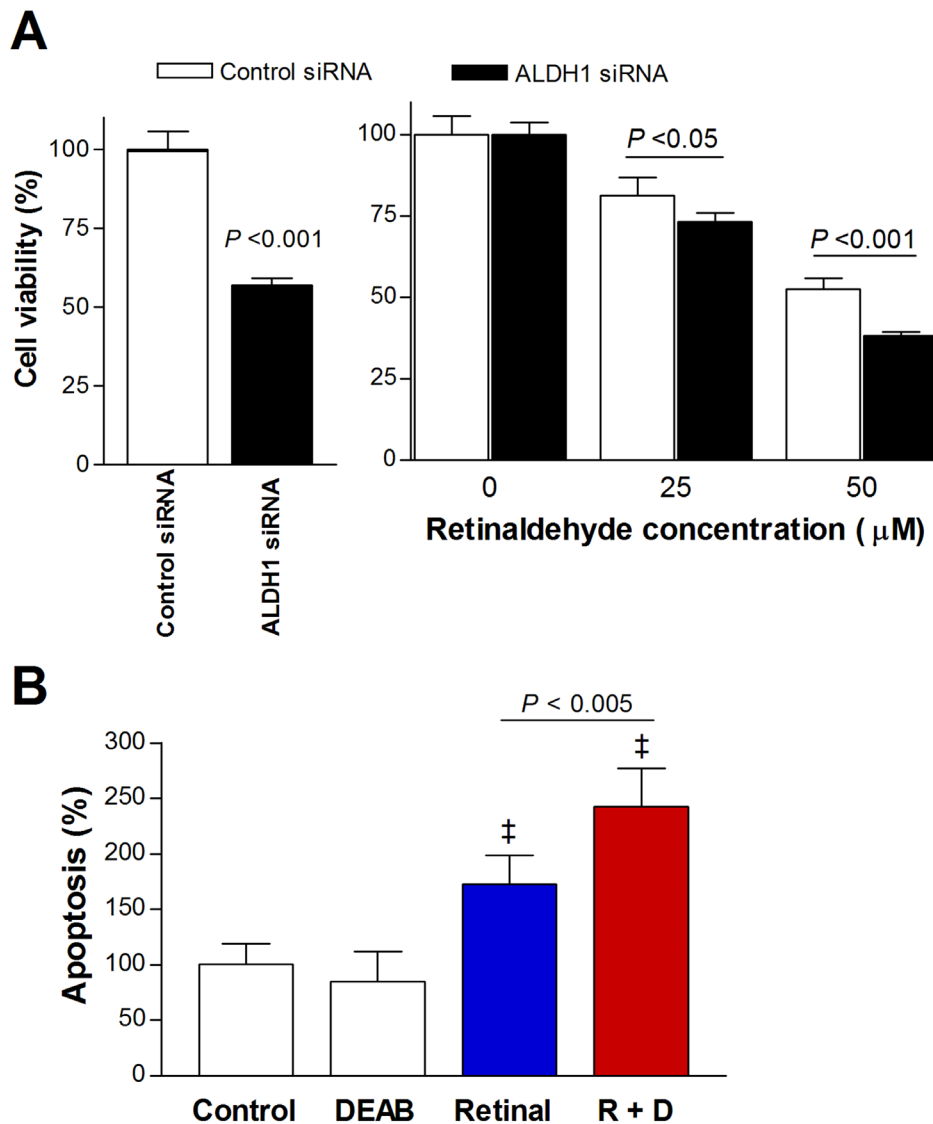 A
Control siRNA
ALDH1 siRNA
Cell viability (%)
100
75
50
25
0
P <0.001
Control siRNA
ALDH1 siRNA
100
75
50
25
0
P <0.05
P <0.001
0 25 50
Retinaldehyde concentration ( μM)
B
Apoptosis (%)
300
250
200
150
100
50
0
P < 0.005
‡
‡
Control DEAB Retinal R + D